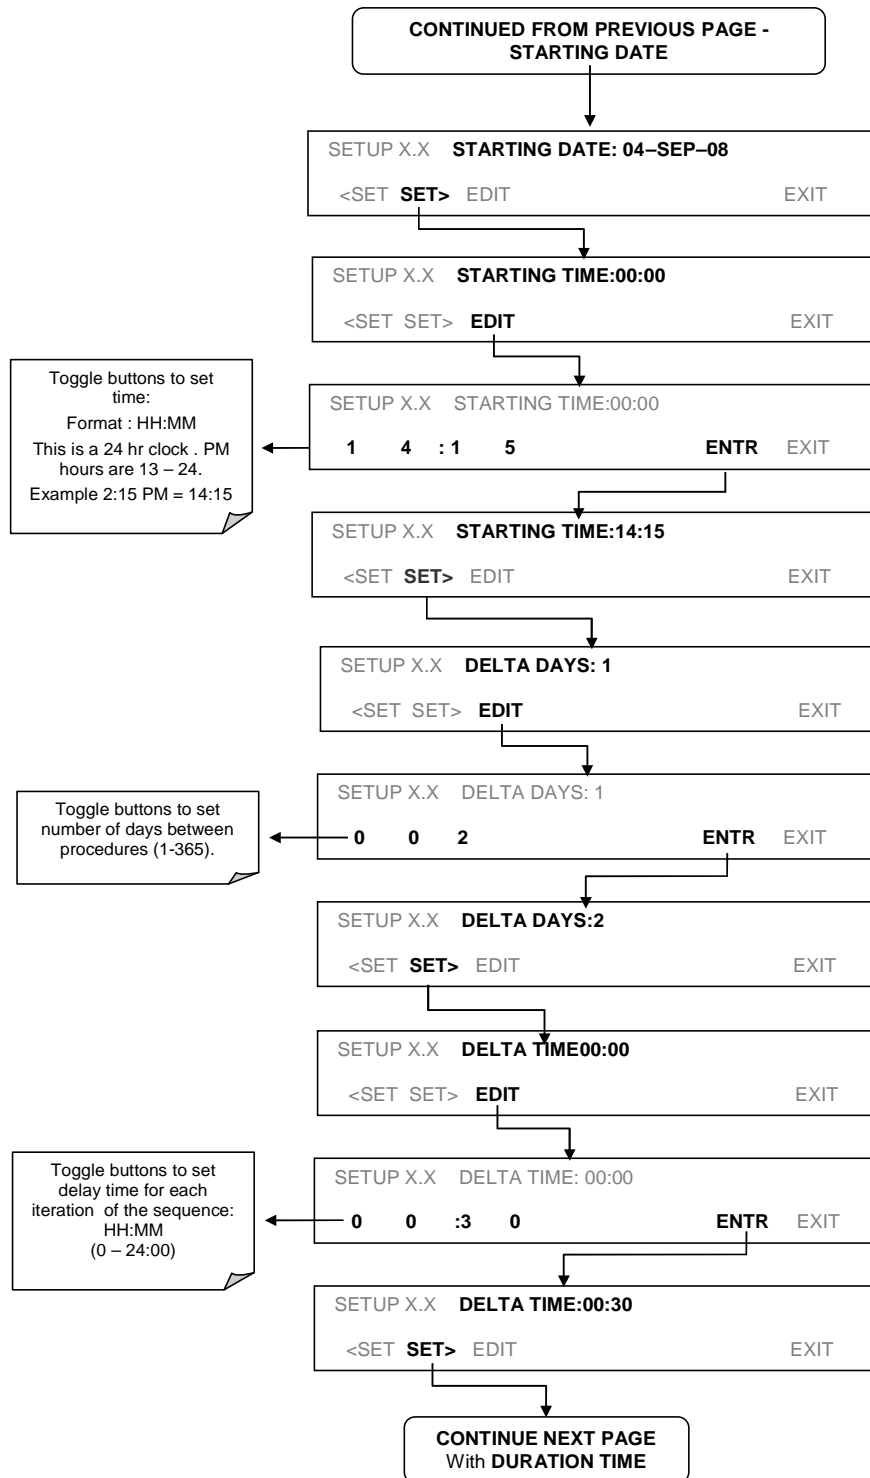 CONTINUED FROM PREVIOUS PAGE -
STARTING DATE
SETUP X.X STARTING DATE: 04–SEP–08
<SET SET> EDIT EXIT
SETUP X.X STARTING TIME:00:00
<SET SET> EDIT EXIT
Toggle buttons to set
time:
Format : HH:MM
This is a 24 hr clock . PM
hours are 13 – 24.
Example 2:15 PM = 14:15
SETUP X.X STARTING TIME:00:00
1 4 : 1 5 ENTR EXIT
SETUP X.X STARTING TIME:14:15
<SET SET> EDIT EXIT
SETUP X.X DELTA DAYS: 1
<SET SET> EDIT EXIT
Toggle buttons to set
number of days between
procedures (1-365).
SETUP X.X DELTA DAYS: 1
0 0 2 ENTR EXIT
SETUP X.X DELTA DAYS:2
<SET SET> EDIT EXIT
SETUP X.X DELTA TIME00:00
<SET SET> EDIT EXIT
Toggle buttons to set
delay time for each
iteration of the sequence:
HH:MM
(0 – 24:00)
SETUP X.X DELTA TIME: 00:00
0 0 :3 0 ENTR EXIT
SETUP X.X DELTA TIME:00:30
<SET SET> EDIT EXIT
CONTINUE NEXT PAGE
With DURATION TIME